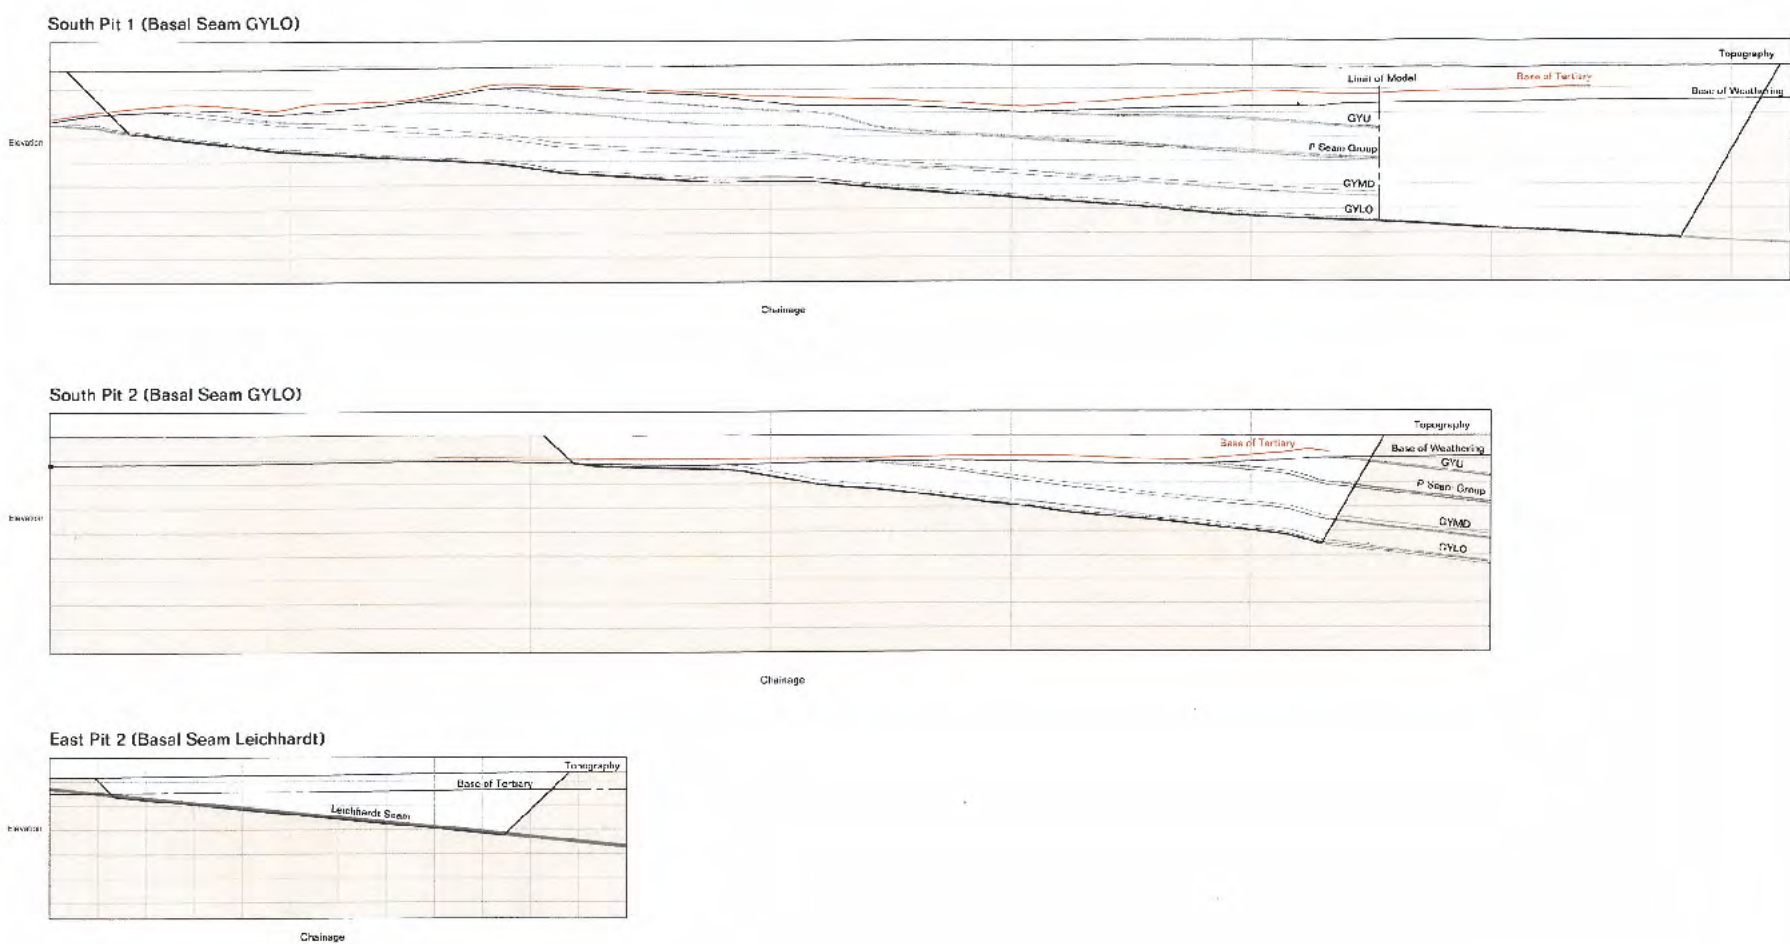 South Pit 1 (Basal Seam GYLO)
Topography
Limit of Model
Base of Tertiary
Base of Weathering
GYU
Elevation
P Seam Group
GYMD
GYLO
Chainage
South Pit 2 (Basal Seam GYLO)
Topography
Base of Tertiary
Base of Weathering
GYU
P Seam Group
Elevation
GYMD
GYLO
Chainage
East Pit 2 (Basal Seam Leichhardt)
Topography
Base of Tertiary
Leichhardt Seam
Elevation
Chainage